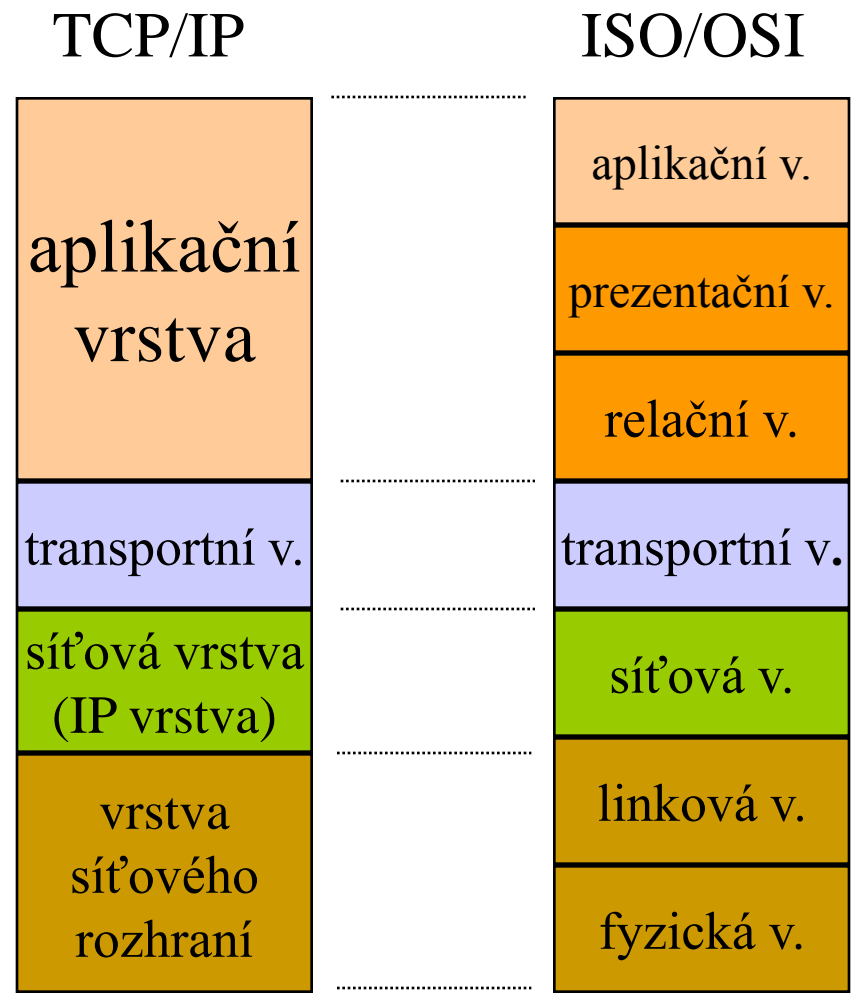 TCP/IP
ISO/OSI
aplikační
vrstva
transportní v.
síťová vrstva
(IP vrstva)
vrstva
síťového
rozhraní
aplikační v.
prezentační v.
relační v.
transportní v.
síťová v.
linková v.
fyzická v.